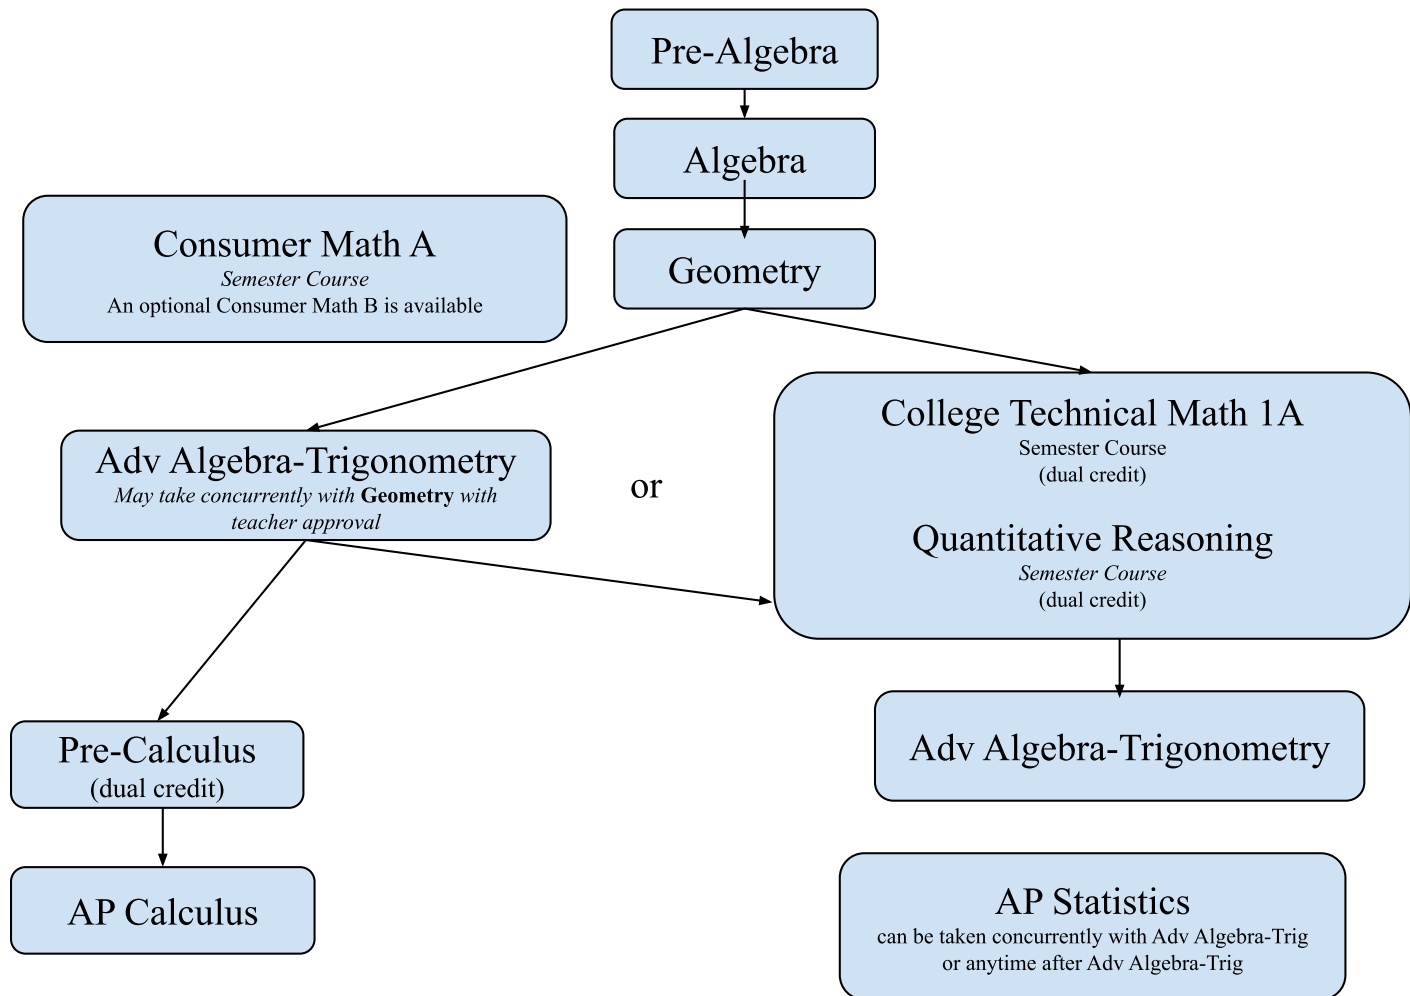 Pre-Algebra
Algebra
Geometry
Consumer Math A
Semester Course
An optional Consumer Math B is available
Adv Algebra-Trigonometry
May take concurrently with Geometry with
teacher approval
or
College Technical Math 1A
Semester Course
(dual credit)
Quantitative Reasoning
Semester Course
(dual credit)
Pre-Calculus
(dual credit)
Adv Algebra-Trigonometry
AP Calculus
AP Statistics
can be taken concurrently with Adv Algebra-Trig
or anytime after Adv Algebra-Trig